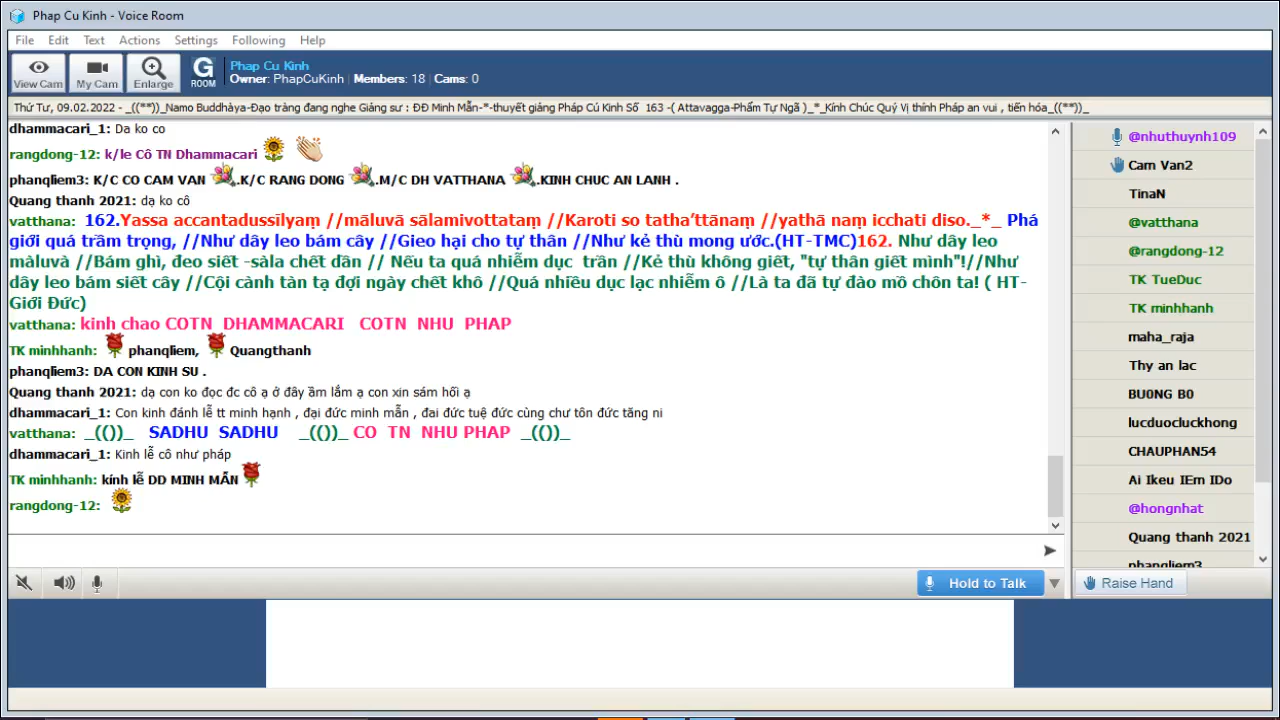 Phap Cu Kinh - Voice Room
File Edit Text Actions Settings Following Help
View Cam My Cam Enlarge G ROOM
Phap Cu Kinh
Owner: PhapCuKinh Members: 18 Cams: 0
Thứ Tư, 09.02.2022 - _((**))_Namo Buddhàya-Đạo tràng đang nghe Giảng sư : ĐĐ Minh Mẫn-*-thuyết giảng Pháp Cú Kinh Số 163 -( Attavagga-Phẩm Tự Ngã )_*_Kính Chúc Quý Vị thính Pháp an vui , tiến hóa_((**))_
dhammacari_1: Da ko co
rangdong-12: k/le Cô TN Dhammacari
phanqliem3: K/C CO CAM VAN .K/C RANG DONG .M/C DH VATTHANA .KINH CHUC AN LANH .
Quang thanh 2021: dạ ko cô
vatthana: 162.Yassa accantadussīlyaṃ //māluvā sālamivottataṃ //Karoti so tatha’ttānaṃ //yathā naṃ icchati diso._*_ Phá
giới quá trầm trọng, //Như dây leo bám cây //Gieo hại cho tự thân //Như kẻ thù mong ước.(HT-TMC)162. Như dây leo
màluvà //Bám ghì, đeo siết -sàla chết dần // Nếu ta quá nhiễm dục trần //Kẻ thù không giết, "tự thân giết mình"!//Như
dây leo bám siết cây //Cội cành tàn tạ đợi ngày chết khô //Quá nhiều dục lạc nhiễm ô //Là ta đã tự đào mồ chôn ta! ( HT-
Giới Đức)
vatthana: kinh chao COTN DHAMMACARI COTN NHU PHAP
TK minhhanh: phanqliem, Quangthanh
phanqliem3: DA CON KINH SU .
Quang thanh 2021: dạ con ko đọc đc cô ạ ở đây ầm lắm ạ con xin sám hối ạ
dhammacari_1: Con kinh đánh lễ tt minh hạnh , đại đức minh mẫn , đai đức tuệ đức cùng chư tôn đức tăng ni
vatthana: _(())_ SADHU SADHU _(())_ CO TN NHU PHAP _(())_
dhammacari_1: Kinh lễ cô như pháp
TK minhhanh: kính lễ DD MINH MẪN
rangdong-12:
Hold to Talk
@nhuthuynh109
Cam Van2
TinaN
@vatthana
@rangdong-12
TK TueDuc
TK minhhanh
maha_raja
Thy an lac
BU0NG B0
lucduocluckhong
CHAUPHAN54
Ai Ikeu IEm IDo
@hongnhat
Quang thanh 2021
phanqliem3
Raise Hand